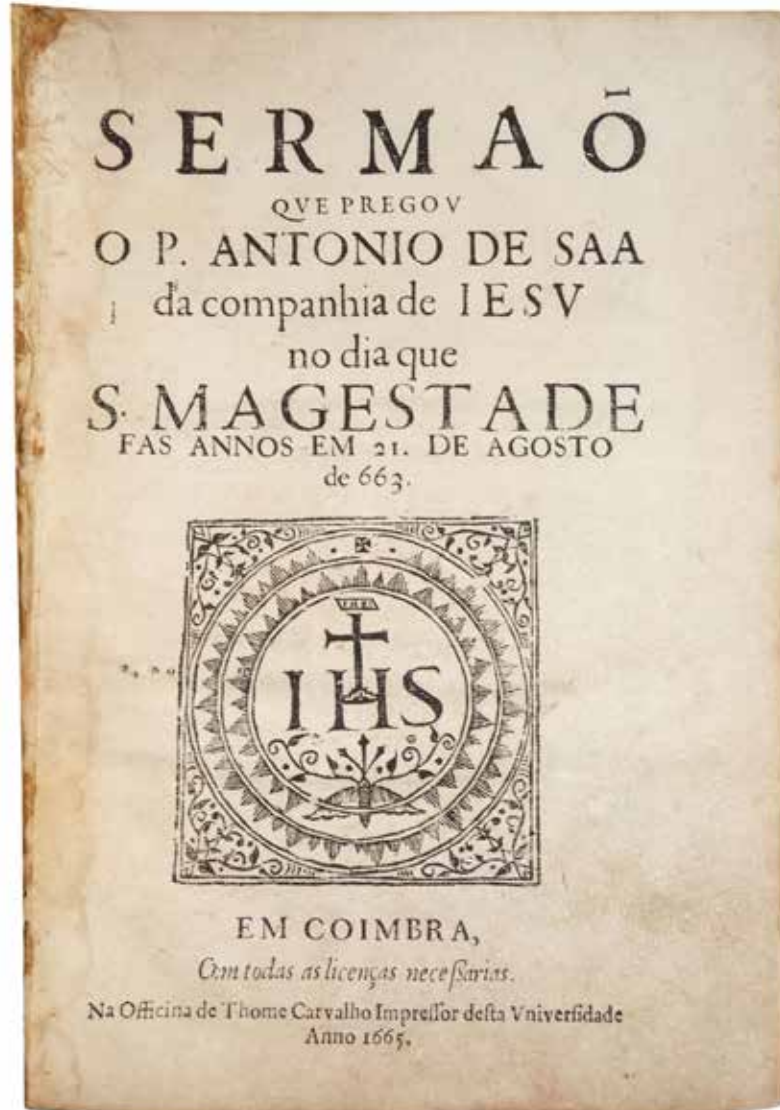 SERMAÕ
QVE PREGOV
O P. ANTONIO DE SAA
da companhia de IESV
no dia que
S. MAGESTADE
FAS ANNOS EM 21. DE AGOSTO
de 663.
IHS
EM COIMBRA,
Com todas as licenças neceſſarias.
Na Officina de Thome Carvalho Impreſſor deſta Vniverſidade
Anno 1665.